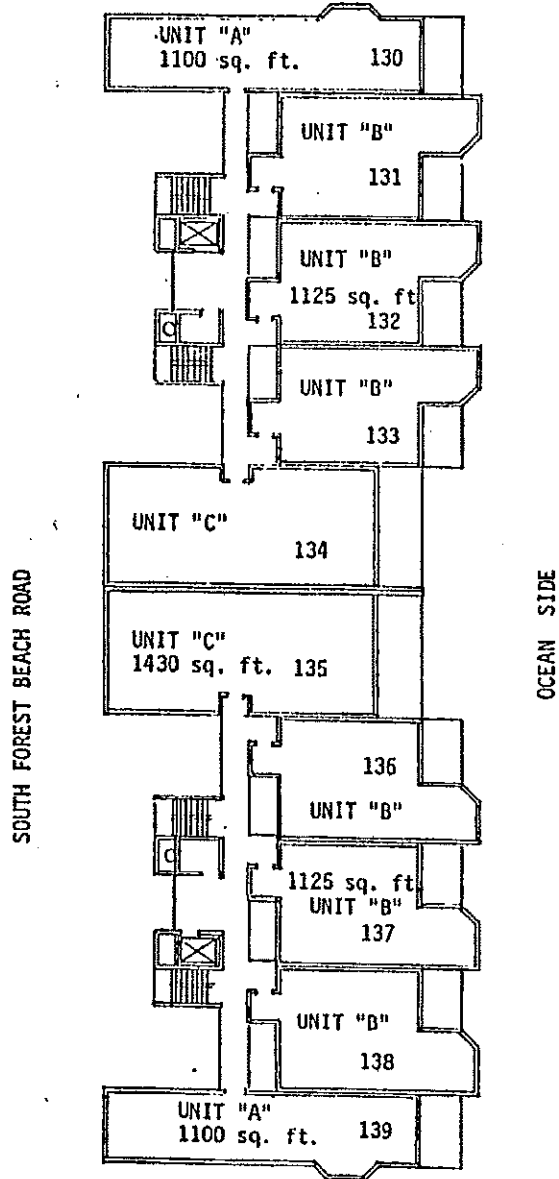 UNIT "A"
1100 sq. ft. 130
UNIT "B"
131
UNIT "B"
1125 sq. ft
132
UNIT "B"
133
UNIT "C"
134
UNIT "C"
1430 sq. ft. 135
136
UNIT "B"
1125 sq. ft
UNIT "B"
137
UNIT "B"
138
UNIT "A"
1100 sq. ft. 139
SOUTH FOREST BEACH ROAD
OCEAN SIDE